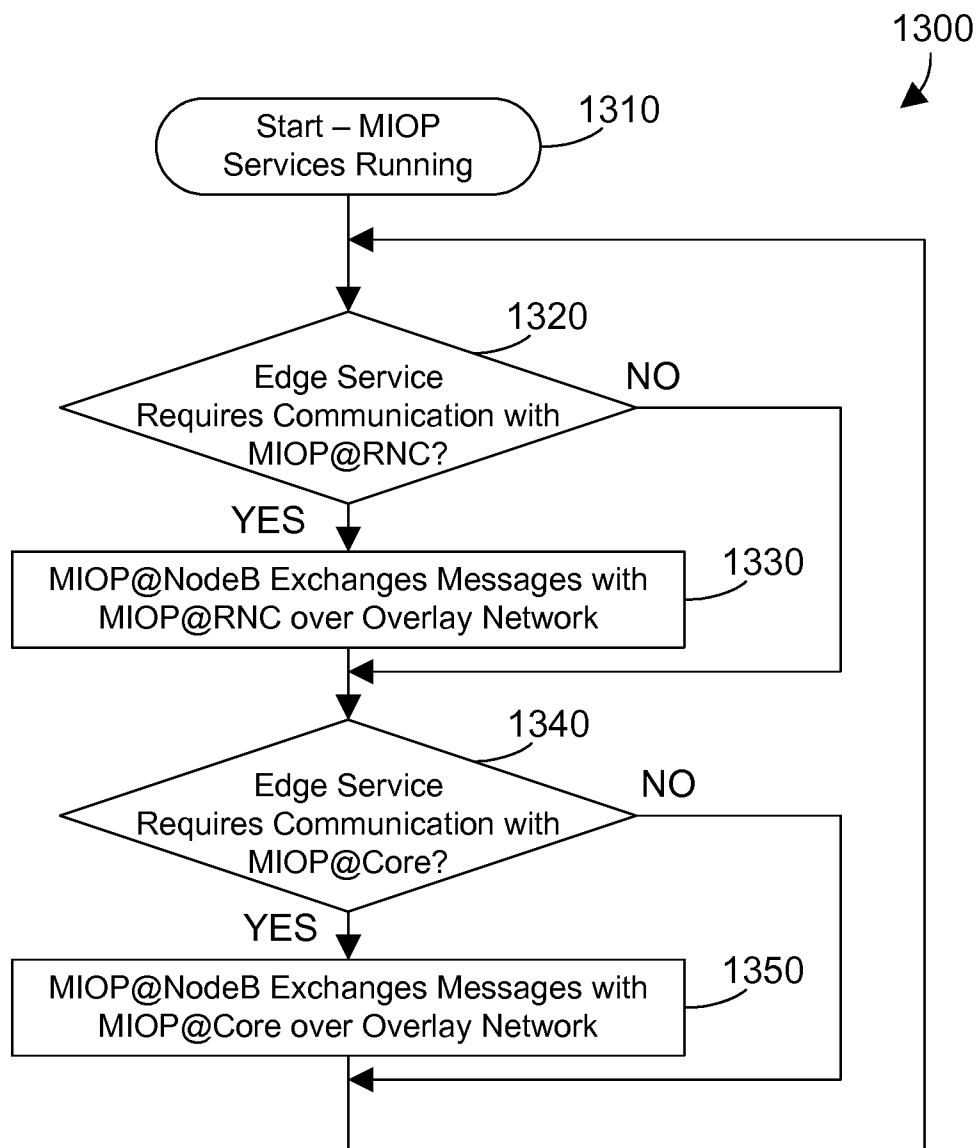 1300
Start – MIOP
Services Running
1310
1320
Edge Service
Requires Communication with
MIOP@RNC?
NO
YES
MIOP@NodeB Exchanges Messages with
MIOP@RNC over Overlay Network
1330
1340
Edge Service
Requires Communication with
MIOP@Core?
NO
YES
MIOP@NodeB Exchanges Messages with
MIOP@Core over Overlay Network
1350